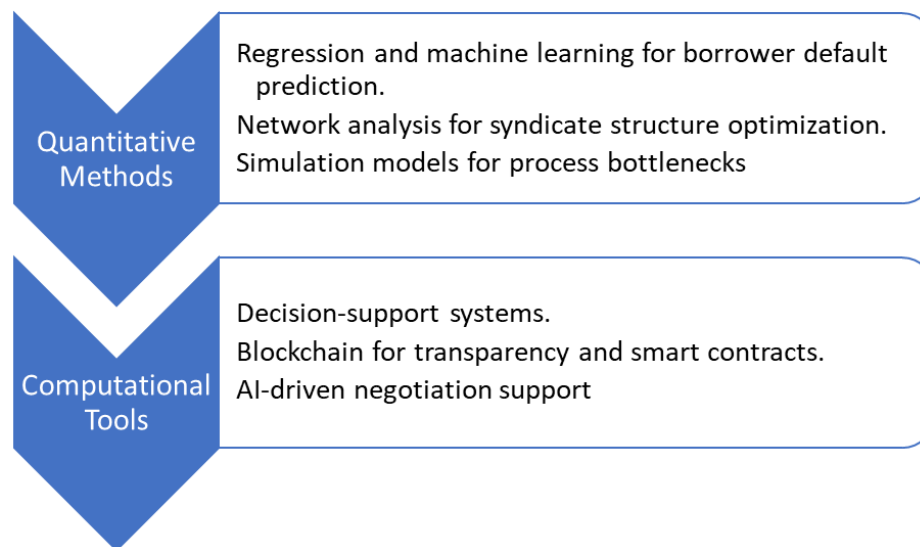 Quantitative
Methods
Regression and machine learning for borrower default
prediction.
Network analysis for syndicate structure optimization.
Simulation models for process bottlenecks
Computational
Tools
Decision-support systems.
Blockchain for transparency and smart contracts.
AI-driven negotiation support